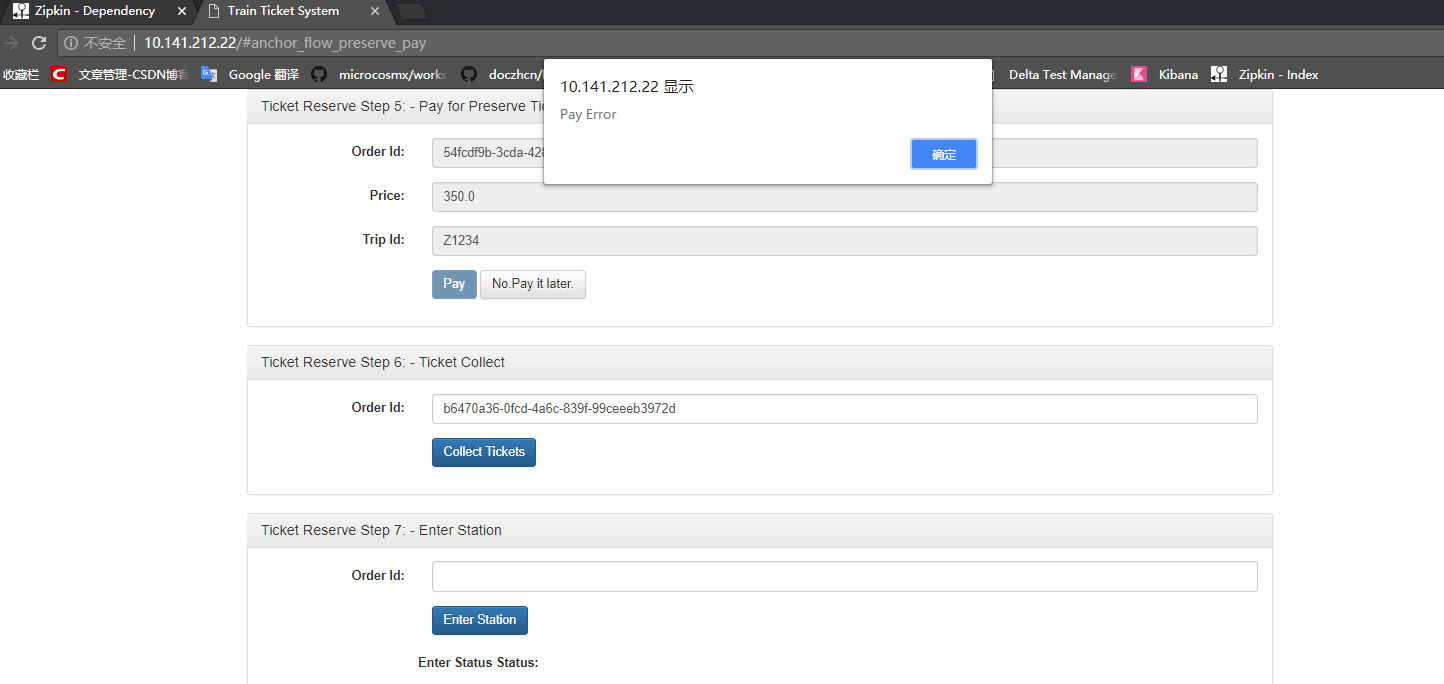 Zipkin - Dependency
Train Ticket System
不安全 10.141.212.22/#anchor_flow_preserve_pay
收藏栏 文章管理-CSDN博客 Google 翻译 microcosmx/works doczhcn/ Delta Test Manage Kibana Zipkin - Index
10.141.212.22 显示
Pay Error
确定
Ticket Reserve Step 5: - Pay for Preserve
Order Id: 54fcdf9b-3cda-428
Price: 350.0
Trip Id: Z1234
Pay No.Pay it later.
Ticket Reserve Step 6: - Ticket Collect
Order Id: b6470a36-0fcd-4a6c-839f-99ceeeb3972d
Collect Tickets
Ticket Reserve Step 7: - Enter Station
Order Id:
Enter Station
Enter Status Status: